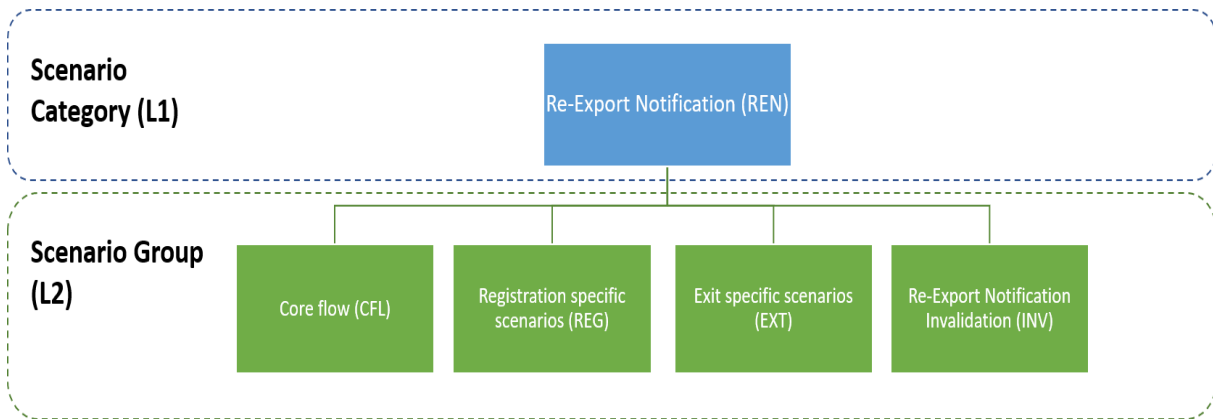 Scenario
Category (L1)
Re-Export Notification (REN)
Scenario Group
(L2)
Core flow (CFL)
Registration specific
scenarios (REG)
Exit specific scenarios
(EXT)
Re-Export Notification
Invalidation (INV)